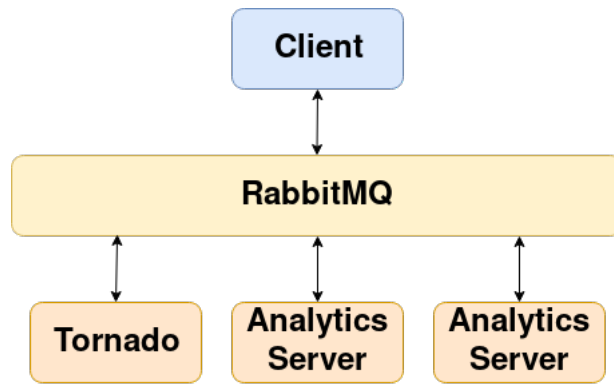 Client
RabbitMQ
Tornado
Analytics
Server
Analytics
Server